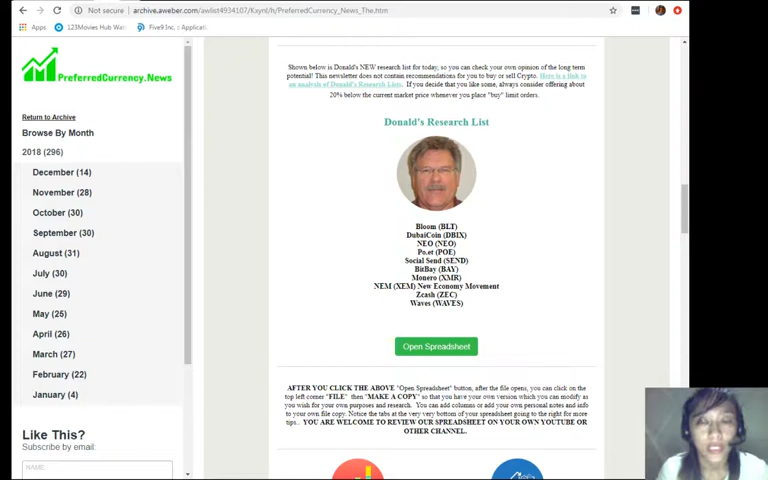 Not secure
archive.aweber.com/awlist4934107/Kxynl/h/PreferredCurrency_News_The.htm
Apps
123Movies Hub Wat
Five9 Inc. :: Applicati
PreferredCurrency.News
Return to Archive
Browse By Month
2018 (296)
December (14)
November (28)
October (30)
September (30)
August (31)
July (30)
June (29)
May (25)
April (26)
March (27)
February (22)
January (4)
Like This?
Subscribe by email:
NAME
Shown below is Donald's NEW research list for today, so you can check your own opinion of the long term
potential! This newsletter does not contain recommendations for you to buy or sell Crypto. Here is a link to
an analysis of Donald's Research Lists. If you decide that you like some, always consider offering about
20% below the current market price whenever you place "buy" limit orders.
Donald's Research List
Bloom (BLT)
DubaiCoin (DBIX)
NEO (NEO)
Po.et (POE)
Social Send (SEND)
BitBay (BAY)
Monero (XMR)
NEM (XEM) New Economy Movement
Zcash (ZEC)
Waves (WAVES)
Open Spreadsheet
AFTER YOU CLICK THE ABOVE "Open Spreadsheet" button, after the file opens, you can click on the
top left corner "FILE" then "MAKE A COPY" so that you have your own version which you can modify as
you wish for your own purposes and research. You can add columns or add your own personal notes and info
to your own file copy. Notice the tabs at the very very bottom of your spreadsheet going to the right for more
tips.. YOU ARE WELCOME TO REVIEW OUR SPREADSHEET ON YOUR OWN YOUTUBE OR
OTHER CHANNEL.